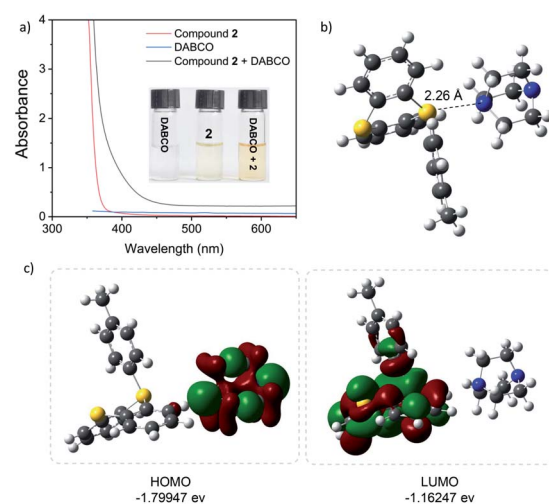 a)
4
3
2
1
0
300
400
500
600
Absorbance
Wavelength (nm)
Compound 2
DABCO
Compound 2 + DABCO
DABCO
2
DABCO + 2
b)
2.26 Å
c)
HOMO
-1.79947 ev
LUMO
-1.16247 ev